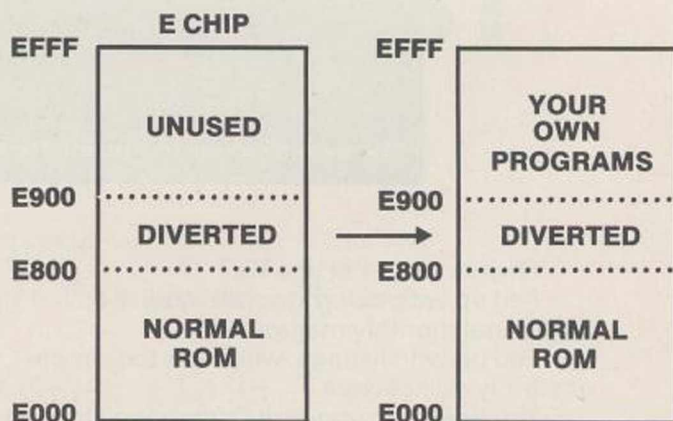 E CHIP
EFFF
UNUSED
E900
DIVERTED
E800
NORMAL
ROM
E000
EFFF
YOUR
OWN
PROGRAMS
E900
DIVERTED
E800
NORMAL
ROM
E000